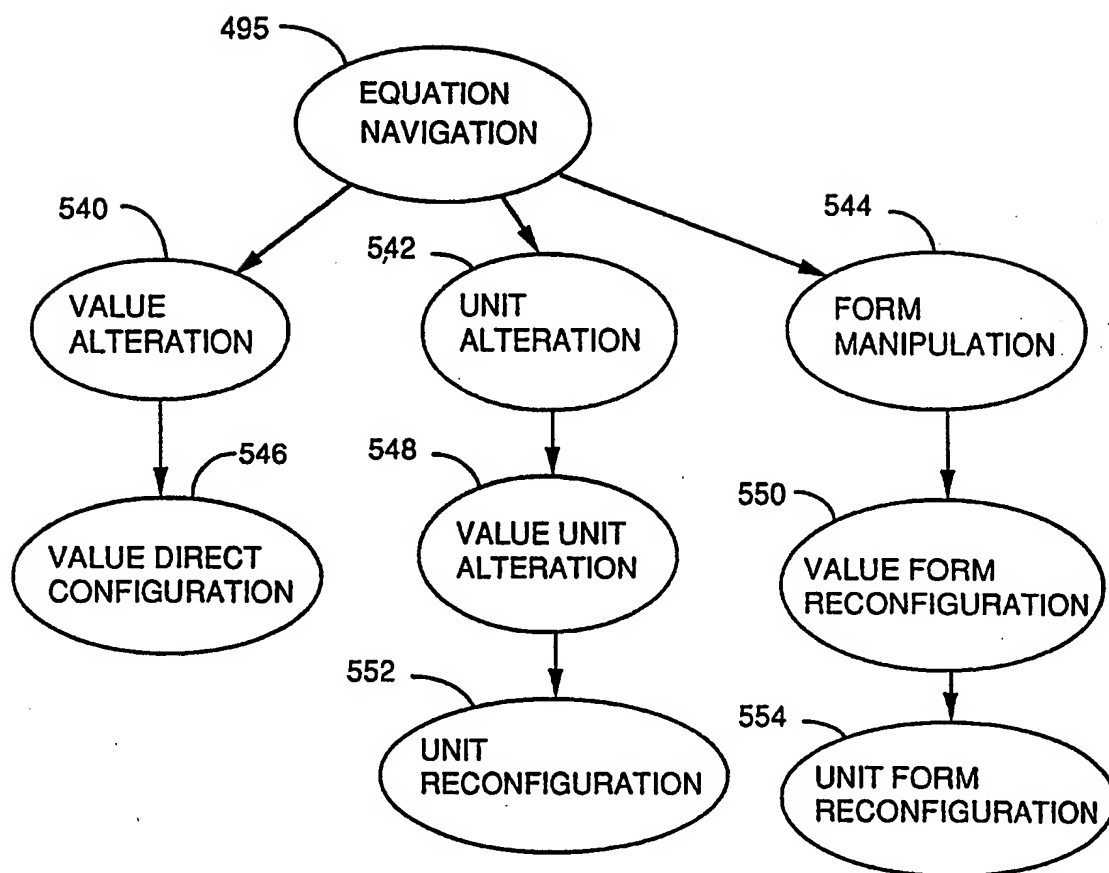 495
EQUATION
NAVIGATION
540
VALUE
ALTERATION
542
UNIT
ALTERATION
544
FORM
MANIPULATION
546
VALUE DIRECT
CONFIGURATION
548
VALUE UNIT
ALTERATION
550
VALUE FORM
RECONFIGURATION
552
UNIT
RECONFIGURATION
554
UNIT FORM
RECONFIGURATION